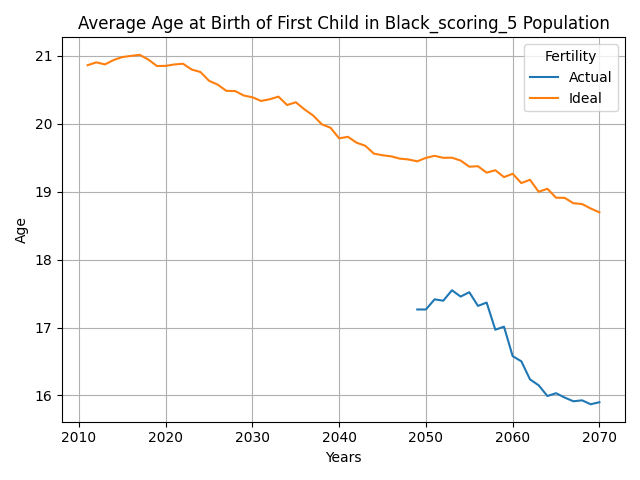 Average Age at Birth of First Child in Black_scoring_5 Population
Fertility
Actual
Ideal
Age
21
20
19
18
17
16
2010 2020 2030 2040 2050 2060 2070
Years